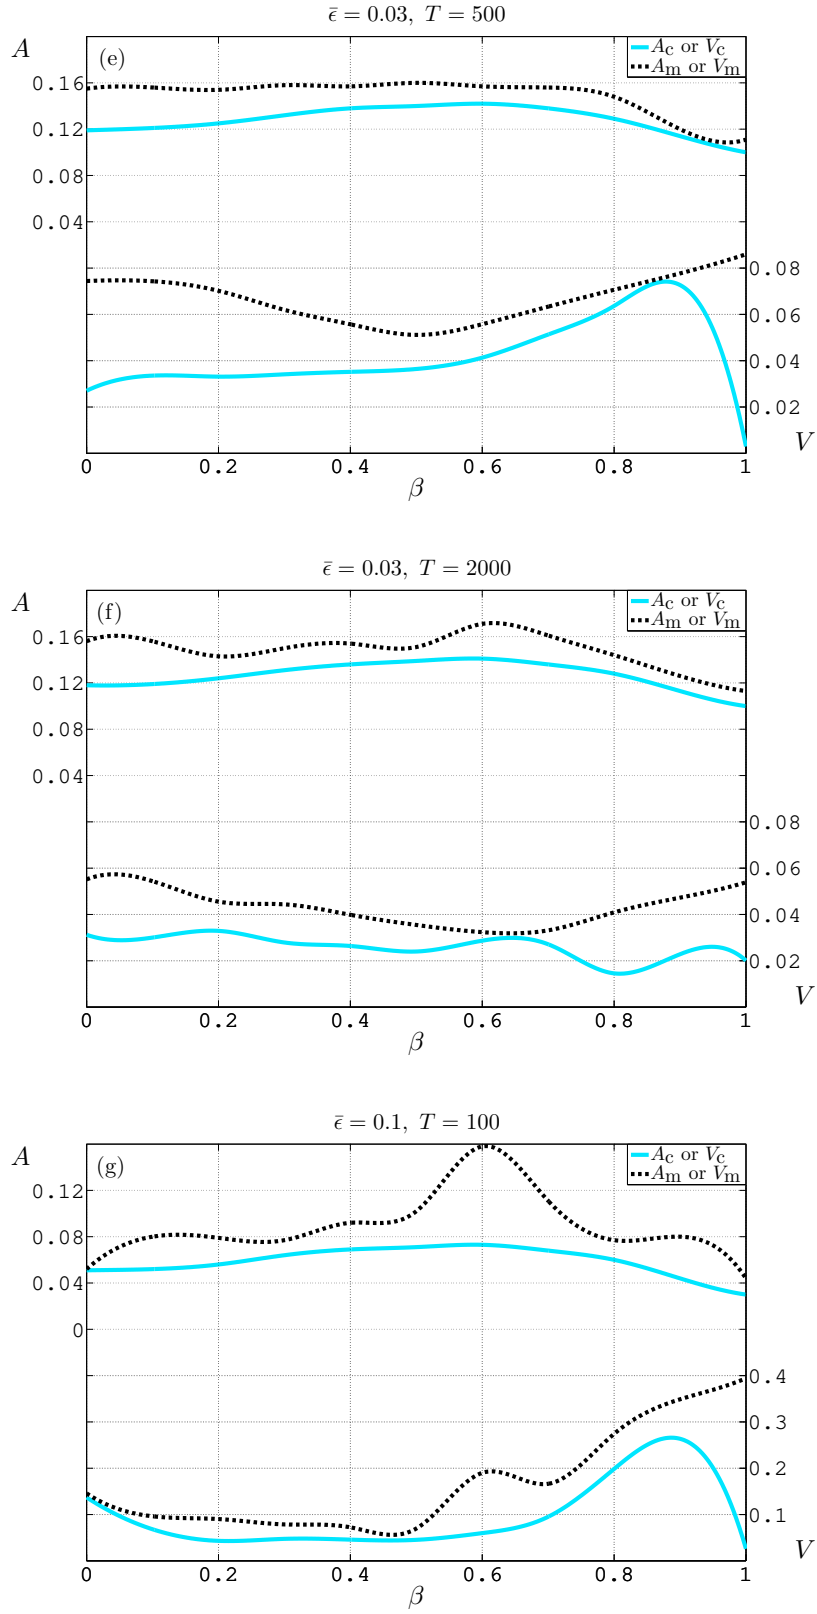 ε̄ = 0.03, T = 500
A
(e)
A_c or V_c
A_m or V_m
0.16
0.12
0.08
0.04
0.08
0.06
0.04
0.02
V
0 0.2 0.4 0.6 0.8 1
β
ε̄ = 0.03, T = 2000
A
(f)
A_c or V_c
A_m or V_m
0.16
0.12
0.08
0.04
0.08
0.06
0.04
0.02
V
0 0.2 0.4 0.6 0.8 1
β
ε̄ = 0.1, T = 100
A
(g)
A_c or V_c
A_m or V_m
0.12
0.08
0.04
0
0.4
0.3
0.2
0.1
V
0 0.2 0.4 0.6 0.8 1
β